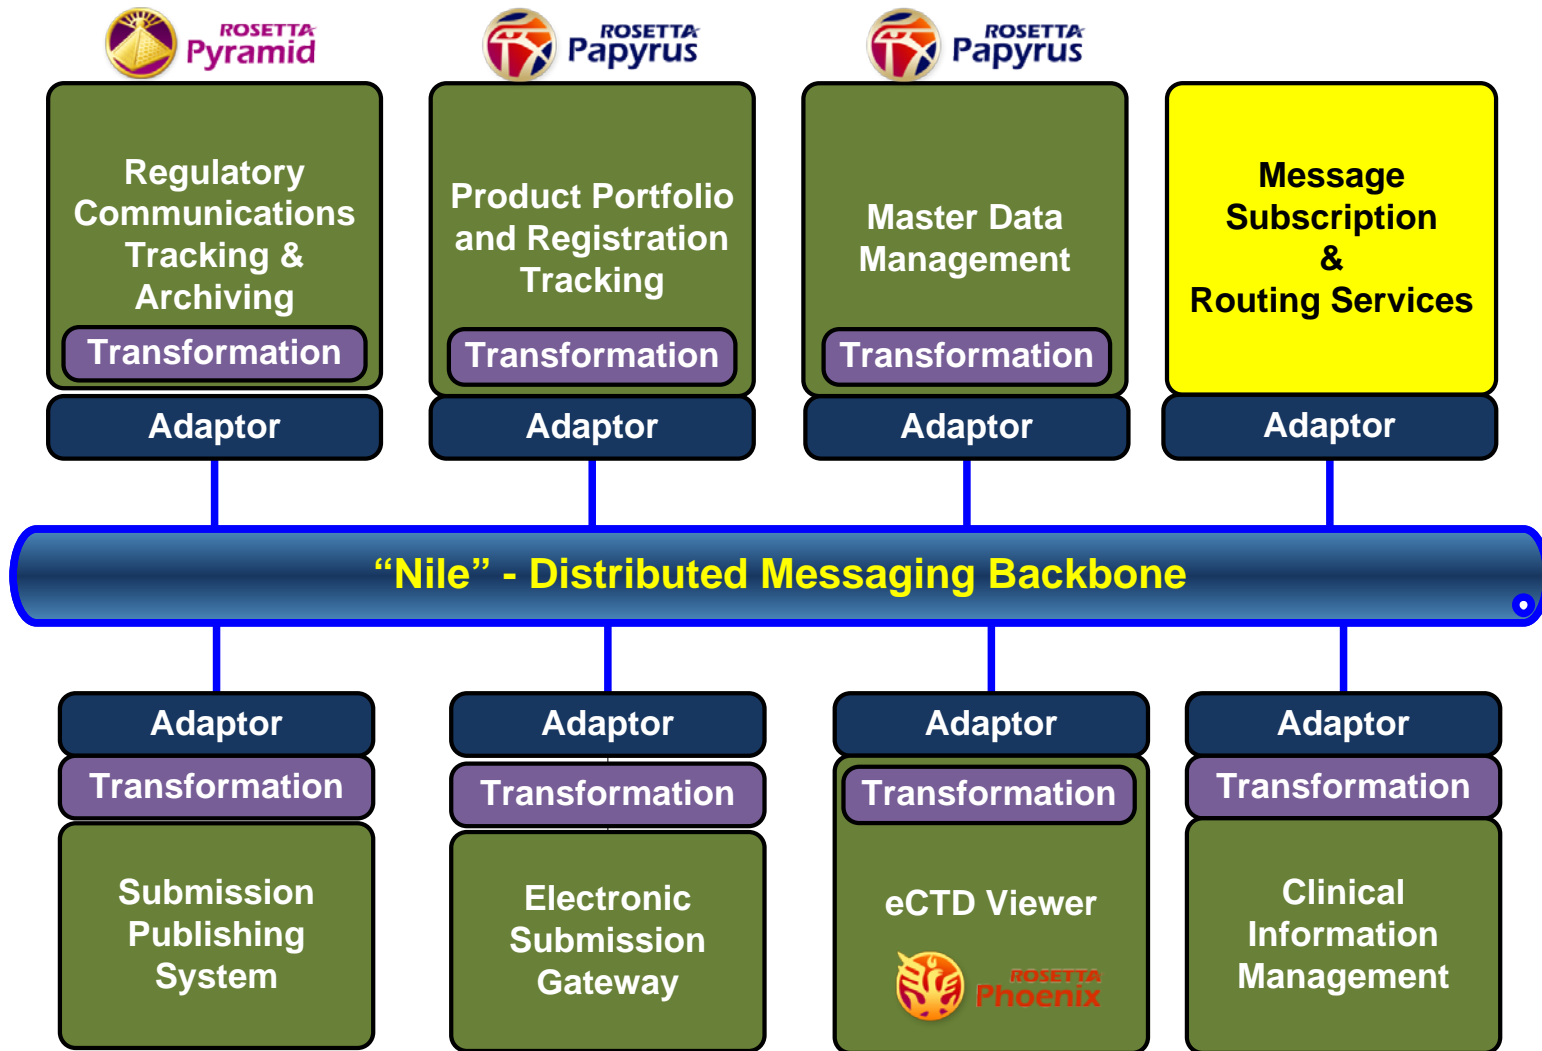 ROSETTA
Pyramid
ROSETTA
Papyrus
ROSETTA
Papyrus
Regulatory
Communications
Tracking &
Archiving
Transformation
Adaptor
Product Portfolio
and Registration
Tracking
Transformation
Adaptor
Master Data
Management
Transformation
Adaptor
Message
Subscription
&
Routing Services
Adaptor
“Nile” - Distributed Messaging Backbone
Adaptor
Transformation
Submission
Publishing
System
Adaptor
Transformation
Electronic
Submission
Gateway
Adaptor
Transformation
eCTD Viewer
ROSETTA
Phoenix
Adaptor
Transformation
Clinical
Information
Management